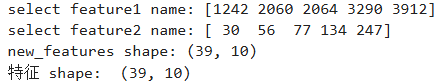 select feature1 name: [1242 2060 2064 3290 3912]
select feature2 name: [ 30  56  77 134 247]
new_features shape: (39, 10)
特征 shape:  (39, 10)